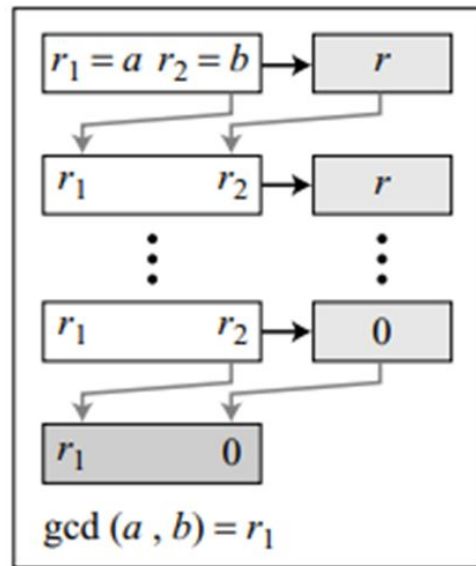 r₁ = a r₂ = b r
r₁ r₂ r
r₁ r₂ 0
r₁ 0
gcd (a , b) = r₁